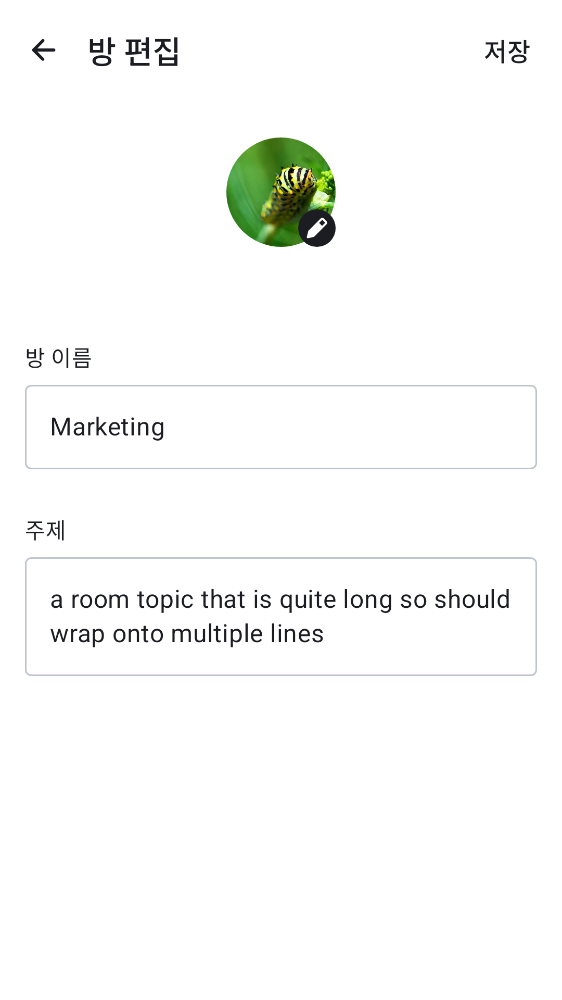 방 편집
저장
방 이름
Marketing
주제
a room topic that is quite long so should
wrap onto multiple lines